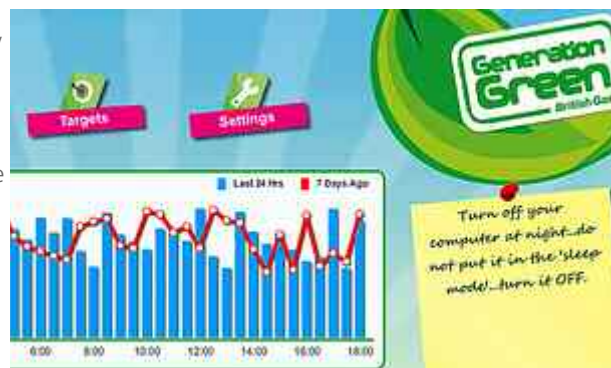 Generation
Green
British Gas
Targets
Settings
Last 24 Hrs
7 Days Ago
Turn off your
computer at night...do
not put it in the 'sleep
mode'...turn it OFF.
6:00 8:00 10:00 12:00 14:00 16:00 18:00